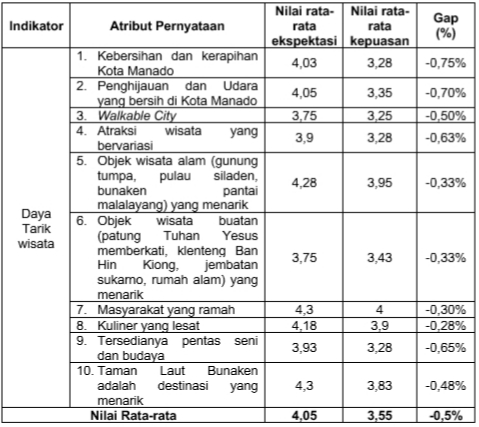 Indikator Atribut Pernyataan Nilai rata-rata ekspektasi Nilai rata-rata kepuasan Gap (%)
Daya Tarik wisata
1. Kebersihan dan kerapihan
Kota Manado 4,03 3,28 -0,75%
2. Penghijauan dan Udara
yang bersih di Kota Manado 4,05 3,35 -0,70%
3. Walkable City 3,75 3,25 -0,50%
4. Atraksi wisata yang
bervariasi 3,9 3,28 -0,63%
5. Objek wisata alam (gunung
tumpa, pulau siladen,
bunaken pantai
malalayang) yang menarik 4,28 3,95 -0,33%
6. Objek wisata buatan
(patung Tuhan Yesus
memberkati, klenteng Ban
Hin Kiong, jembatan
sukarno, rumah alam) yang
menarik 3,75 3,43 -0,33%
7. Masyarakat yang ramah 4,3 4 -0,30%
8. Kuliner yang lesat 4,18 3,9 -0,28%
9. Tersedianya pentas seni
dan budaya 3,93 3,28 -0,65%
10. Taman Laut Bunaken
adalah destinasi yang
menarik 4,3 3,83 -0,48%
Nilai Rata-rata 4,05 3,55 -0,5%